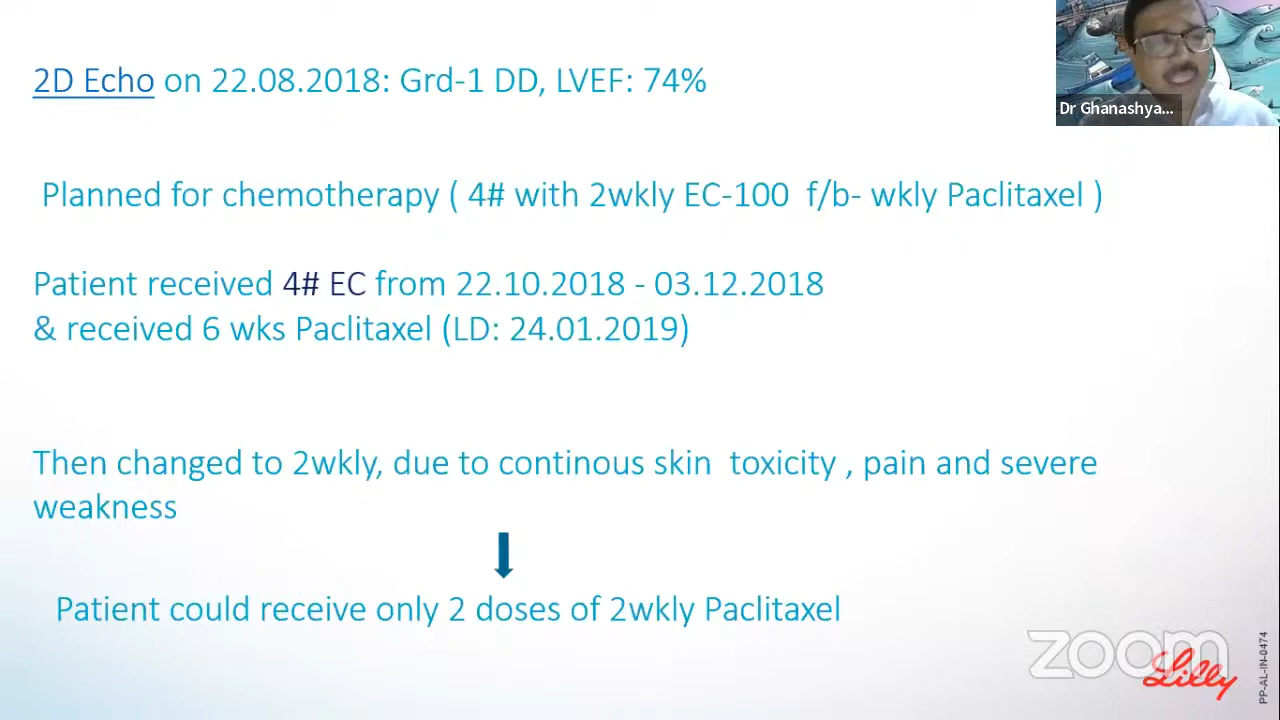 2D Echo on 22.08.2018: Grd-1 DD, LVEF: 74%
Dr Ghanashya...
Planned for chemotherapy ( 4# with 2wkly EC-100 f/b- wkly Paclitaxel )
Patient received 4# EC from 22.10.2018 - 03.12.2018
& received 6 wks Paclitaxel (LD: 24.01.2019)
Then changed to 2wkly, due to continous skin toxicity , pain and severe
weakness
Patient could receive only 2 doses of 2wkly Paclitaxel
zoom
Lilly
PP-AL-IN-0474